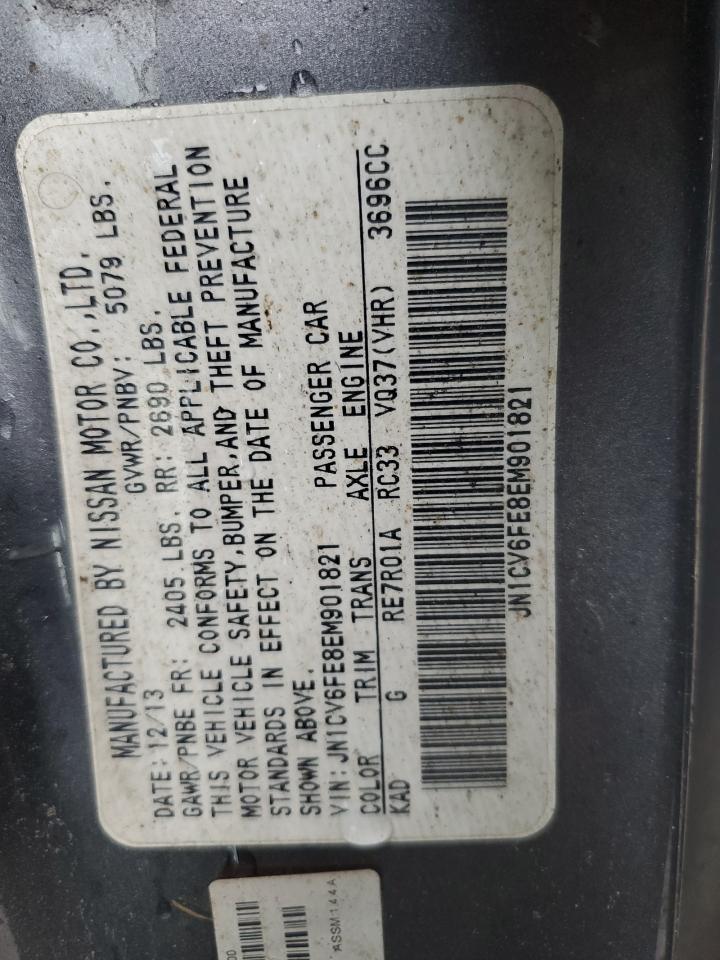 MANUFACTURED BY NISSAN MOTOR CO.,LTD.
DATE: 12/13 GVWR/PNBV: 5079 LBS.
GAWR/PNBE FR: 2405 LBS. RR: 2690 LBS.
THIS VEHICLE CONFORMS TO ALL APPLICABLE FEDERAL
MOTOR VEHICLE SAFETY,BUMPER,AND THEFT PREVENTION
STANDARDS IN EFFECT ON THE DATE OF MANUFACTURE
SHOWN ABOVE.
VIN:JN1CV6FE8EM901821 PASSENGER CAR
COLOR TRIM TRANS AXLE ENGINE
KAD G RE7R01A RC33 VQ37(VHR) 3696CC
JN1CV6FE8EM901821
ASSM144A